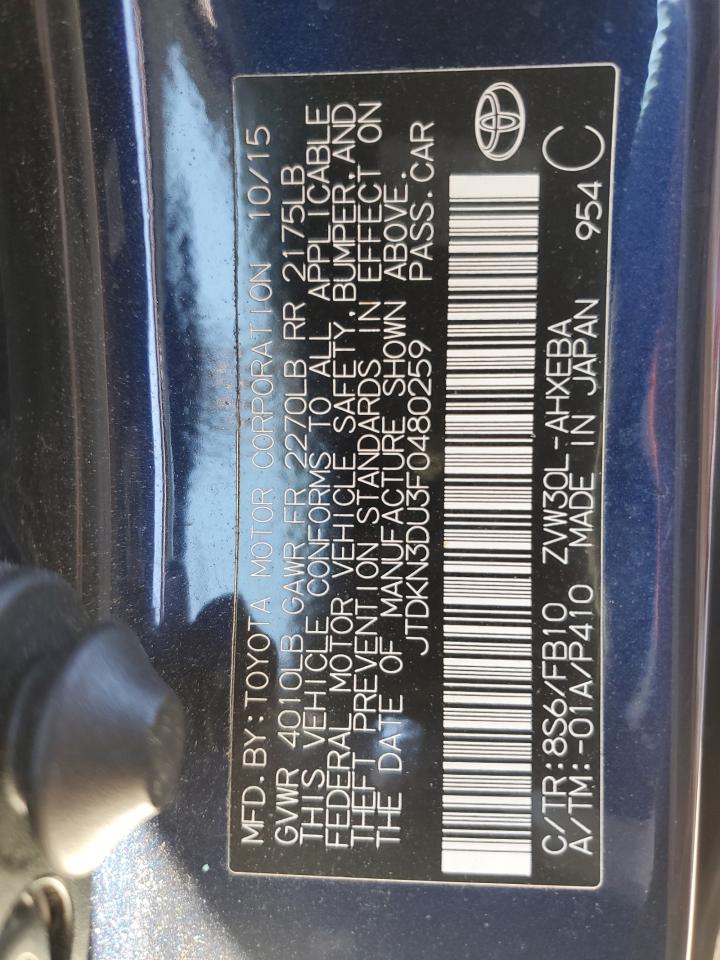 MFD.BY:TOYOTA MOTOR CORPORATION 10/15
GVWR 4010LB GAWR FR 2270LB RR 2175LB
THIS VEHICLE CONFORMS TO ALL APPLICABLE
FEDERAL MOTOR VEHICLE SAFETY,BUMPER,AND
THEFT PREVENTION STANDARDS IN EFFECT ON
THE DATE OF MANUFACTURE SHOWN ABOVE.
JTDKN3DU3F0480259 PASS.CAR
C/TR:8S6/FB10 ZVW30L-AHXEBA
A/TM:-01A/P410 MADE IN JAPAN 954 C